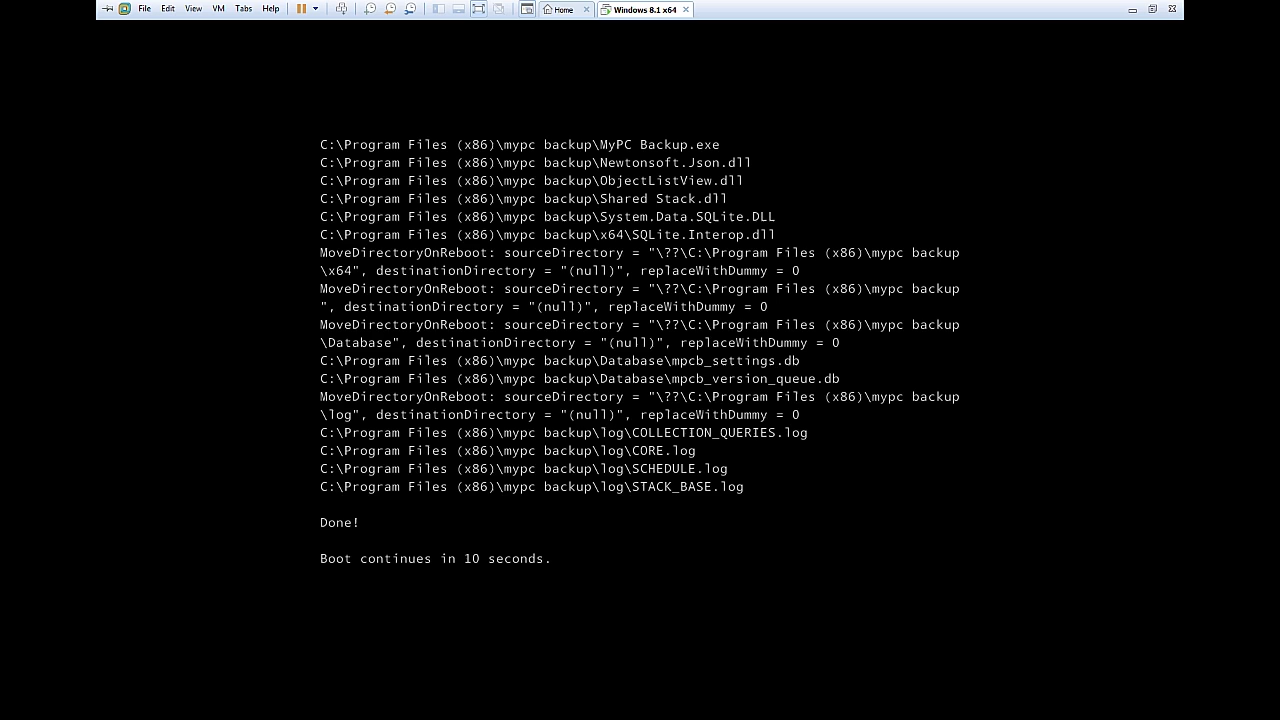 File Edit View VM Tabs Help Home Windows 8.1 x64
C:\Program Files (x86)\mypc backup\MyPC Backup.exe
C:\Program Files (x86)\mypc backup\Newtonsoft.Json.dll
C:\Program Files (x86)\mypc backup\ObjectListView.dll
C:\Program Files (x86)\mypc backup\Shared Stack.dll
C:\Program Files (x86)\mypc backup\System.Data.SQLite.DLL
C:\Program Files (x86)\mypc backup\x64\SQLite.Interop.dll
MoveDirectoryOnReboot: sourceDirectory = "\??\C:\Program Files (x86)\mypc backup
\x64", destinationDirectory = "(null)", replaceWithDummy = 0
MoveDirectoryOnReboot: sourceDirectory = "\??\C:\Program Files (x86)\mypc backup
", destinationDirectory = "(null)", replaceWithDummy = 0
MoveDirectoryOnReboot: sourceDirectory = "\??\C:\Program Files (x86)\mypc backup
\Database", destinationDirectory = "(null)", replaceWithDummy = 0
C:\Program Files (x86)\mypc backup\Database\mpcb_settings.db
C:\Program Files (x86)\mypc backup\Database\mpcb_version_queue.db
MoveDirectoryOnReboot: sourceDirectory = "\??\C:\Program Files (x86)\mypc backup
\log", destinationDirectory = "(null)", replaceWithDummy = 0
C:\Program Files (x86)\mypc backup\log\COLLECTION_QUERIES.log
C:\Program Files (x86)\mypc backup\log\CORE.log
C:\Program Files (x86)\mypc backup\log\SCHEDULE.log
C:\Program Files (x86)\mypc backup\log\STACK_BASE.log
Done!
Boot continues in 10 seconds.